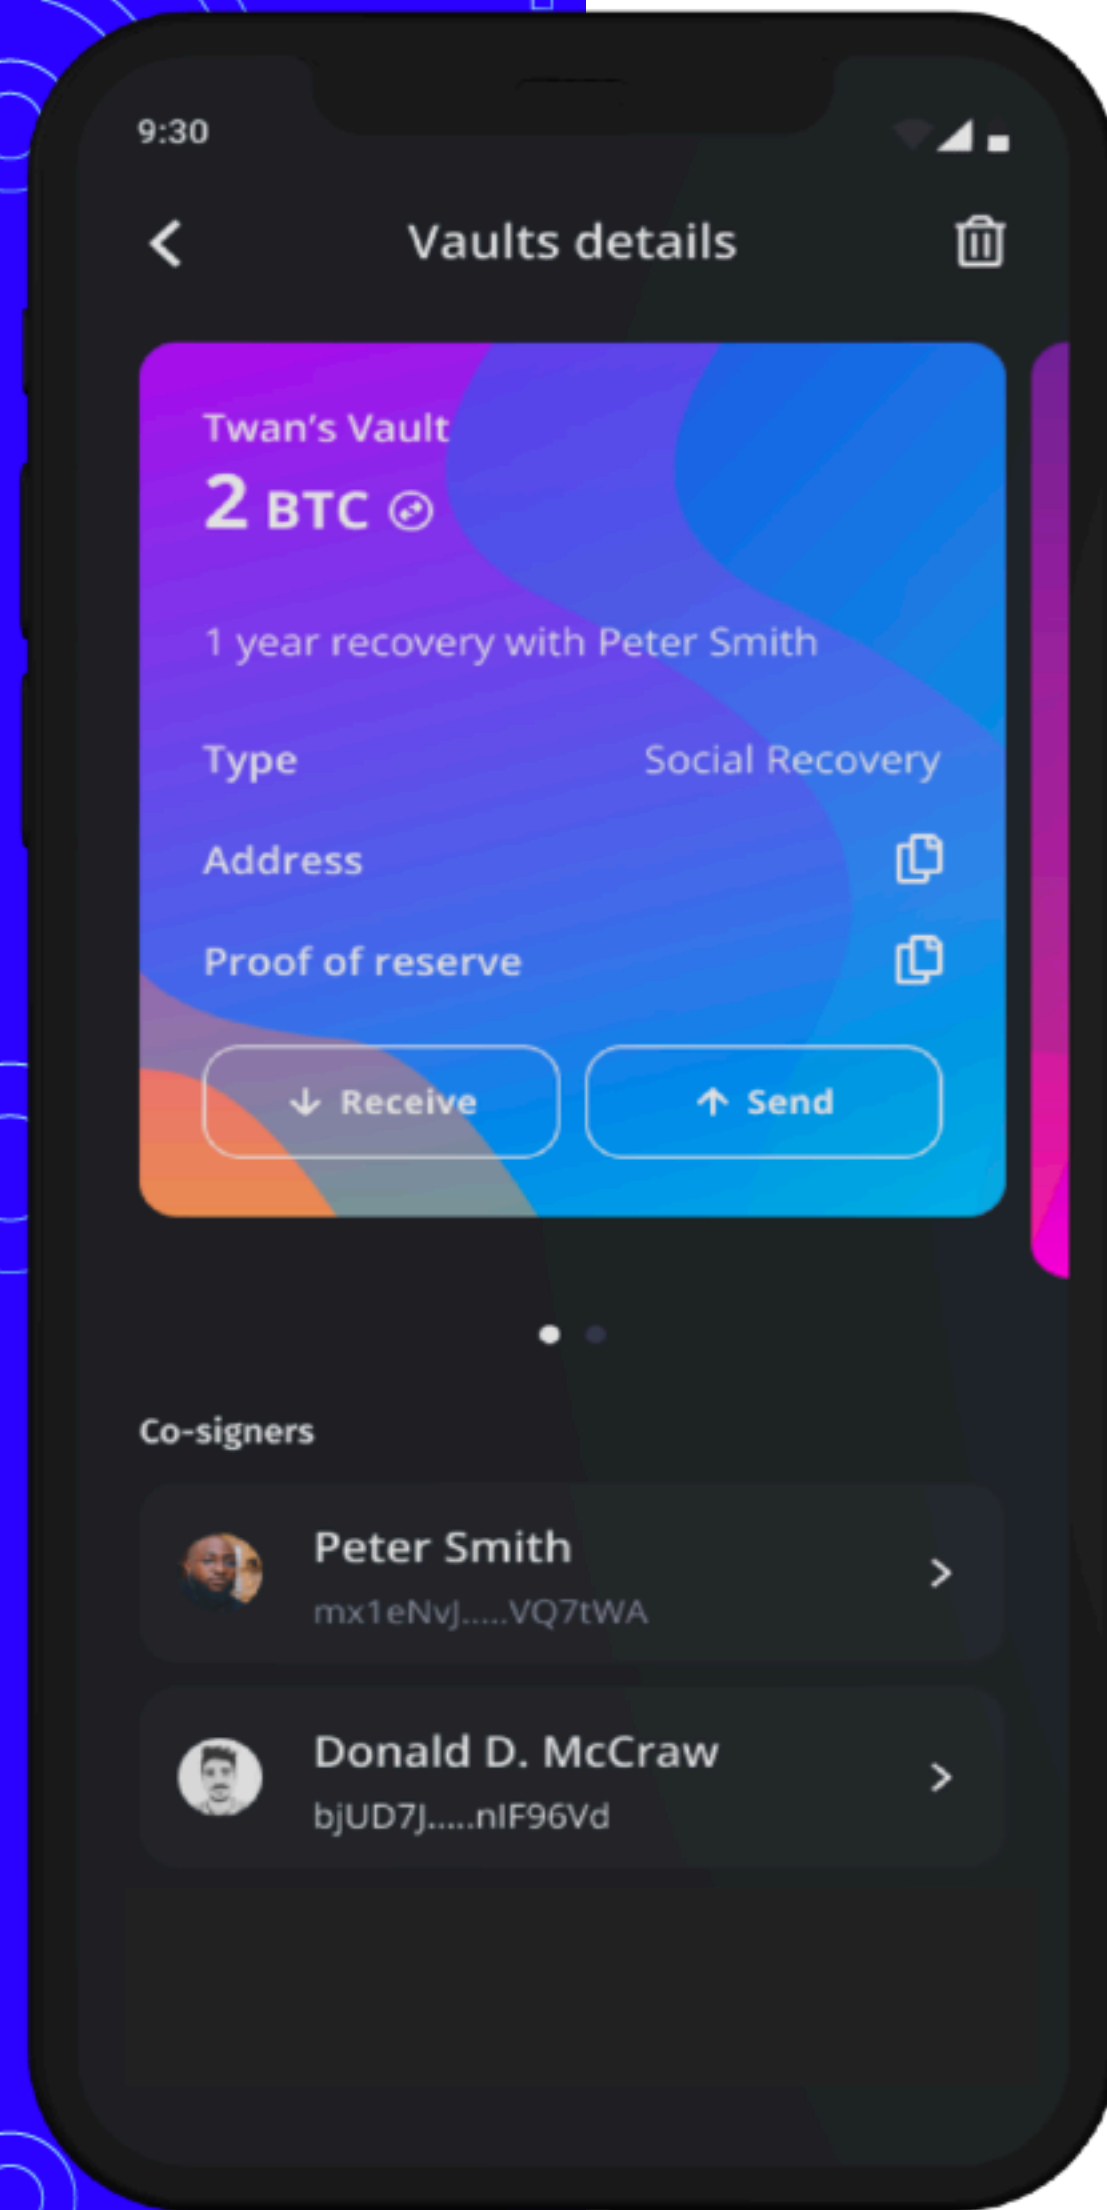 9:30
Vaults details
Twan's Vault
2 BTC
1 year recovery with Peter Smith
Type Social Recovery
Address
Proof of reserve
Receive Send
Co-signers
Peter Smith
mx1eNvJ.....VQ7tWA
Donald D. McCraw
bjUD7J.....nIF96Vd